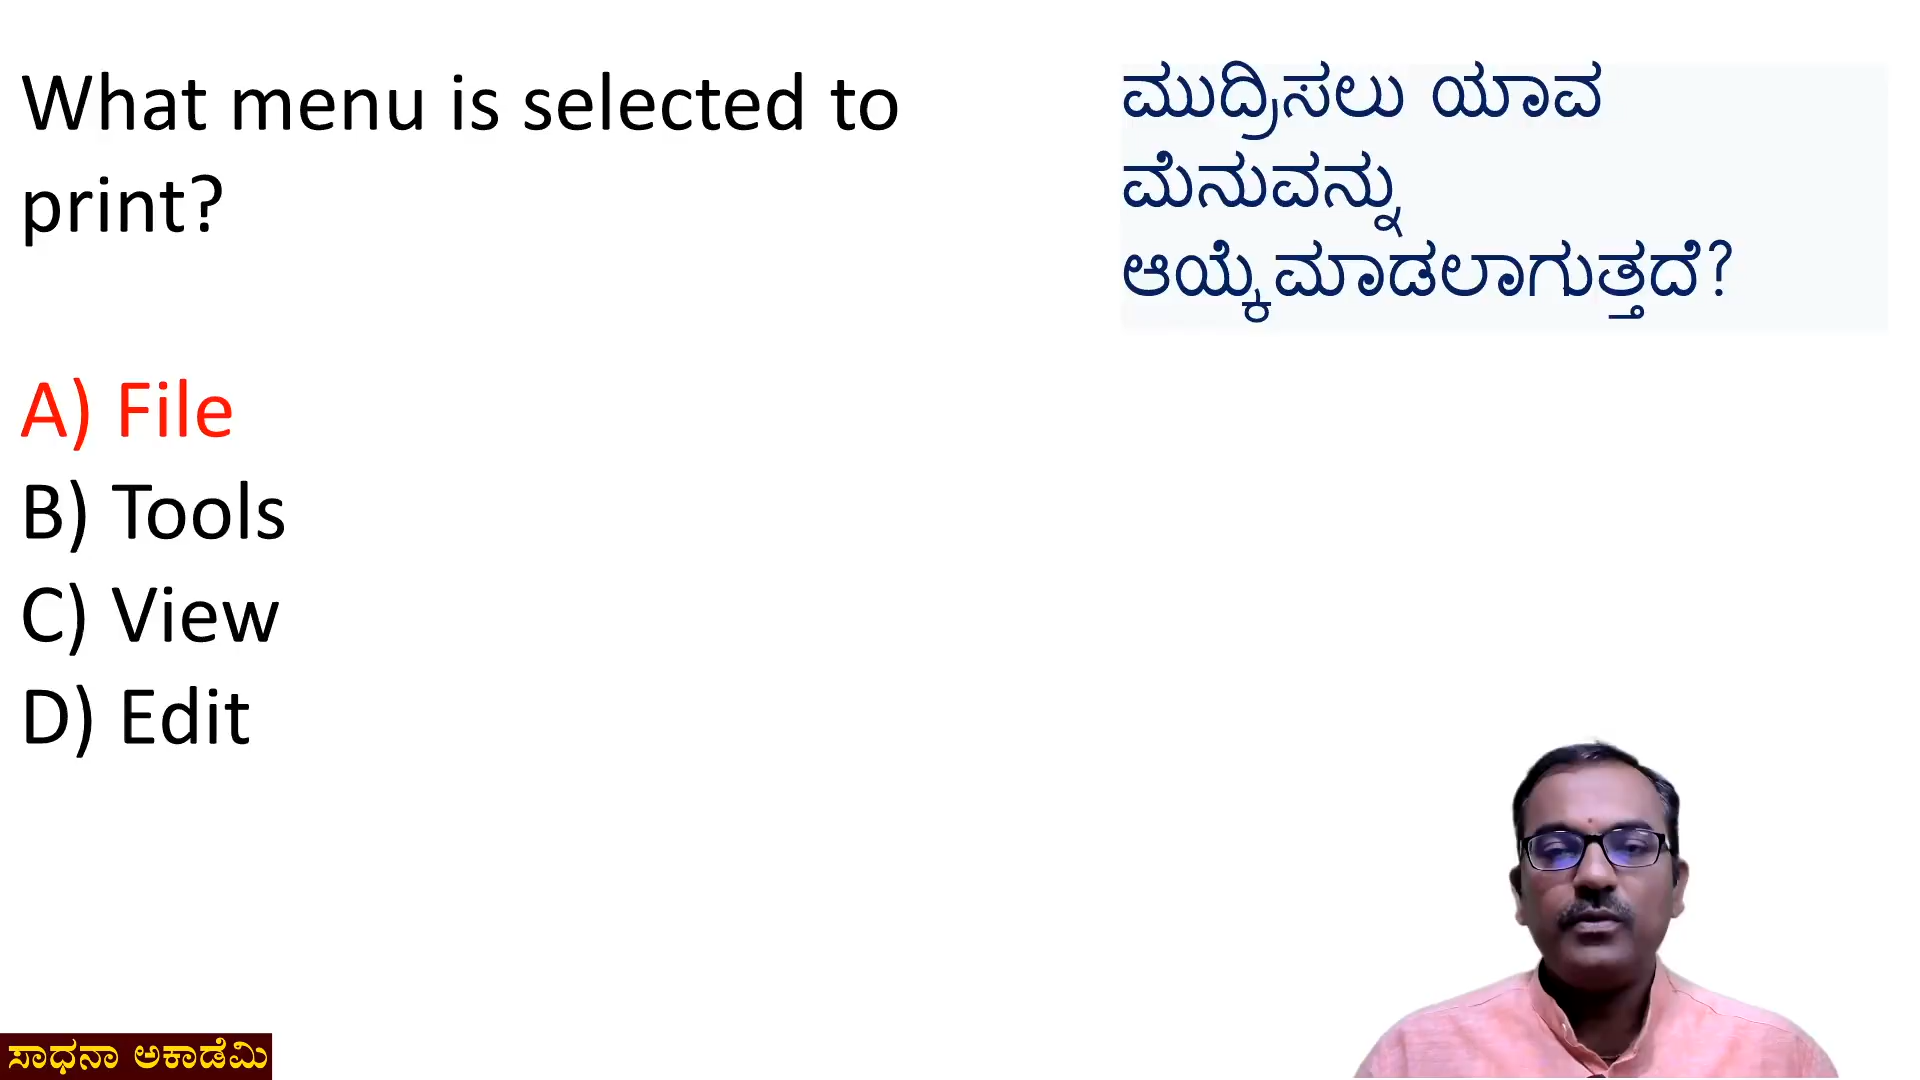 What menu is selected to
print?
A) File
B) Tools
C) View
D) Edit
ಮುದ್ರಿಸಲು ಯಾವ
ಮೆನುವನ್ನು
ಆಯ್ಕೆಮಾಡಲಾಗುತ್ತದೆ?
ಸಾಧನಾ ಅಕಾಡೆಮಿ